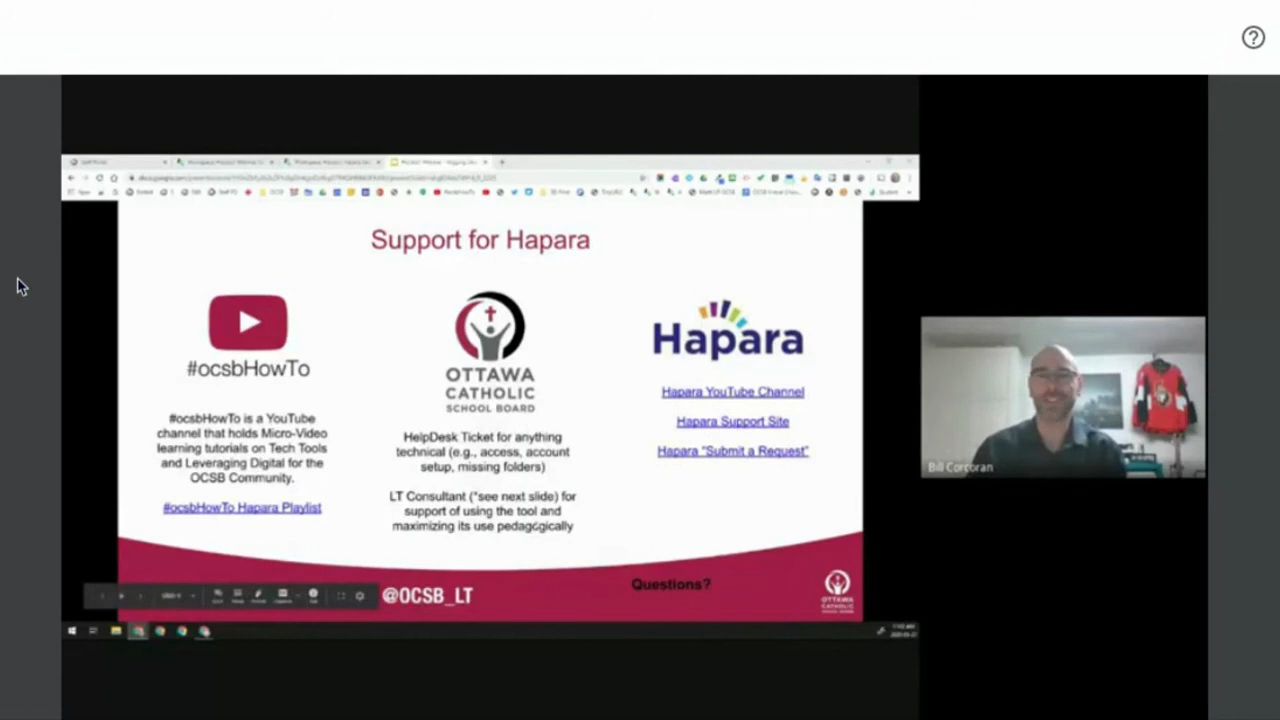 Support for Hapara
#ocsbHowTo
#ocsbHowTo is a YouTube
channel that holds Micro-Video
learning tutorials on Tech Tools
and Leveraging Digital for the
OCSB Community.
#ocsbHowTo Hapara Playlist
OTTAWA
CATHOLIC
SCHOOL BOARD
HelpDesk Ticket for anything
technical (e.g., access, account
setup, missing folders)
LT Consultant (*see next slide) for
support of using the tool and
maximizing its use pedagogically
Hapara
Hapara YouTube Channel
Hapara Support Site
Hapara "Submit a Request"
Bill Corcoran
@OCSB_LT
Questions?
OTTAWA
CATHOLIC